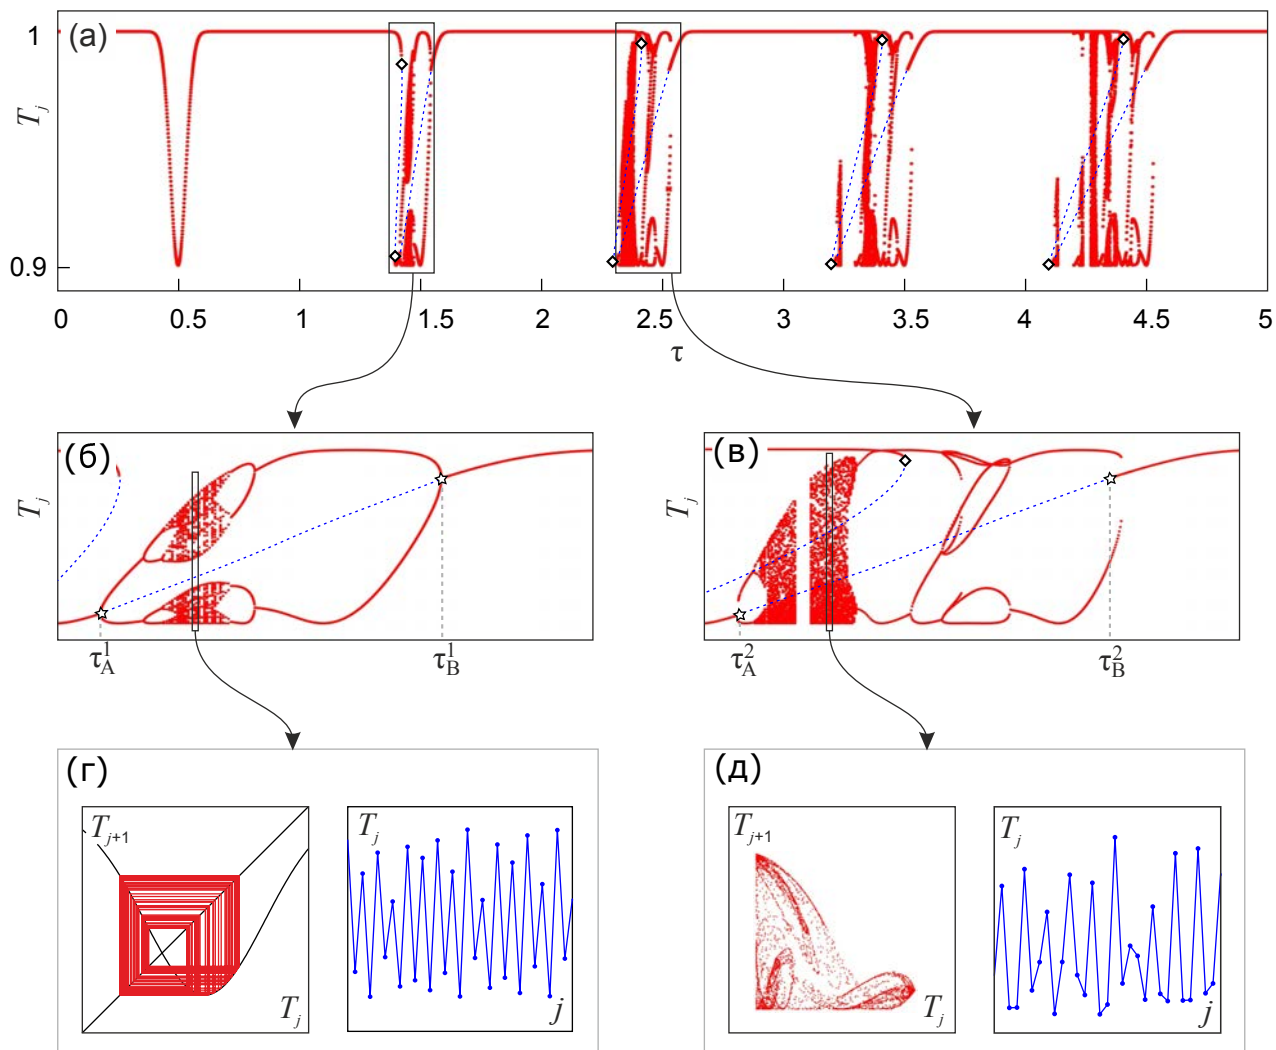 (а)
1
T_j
0.9
0 0.5 1 1.5 2 2.5 3 3.5 4 4.5 5
τ
(б)
T_j
τ_A^1 τ_B^1
(в)
T_j
τ_A^2 τ_B^2
(г)
T_{j+1}
T_j
T_j
j
(д)
T_{j+1}
T_j
T_j
j